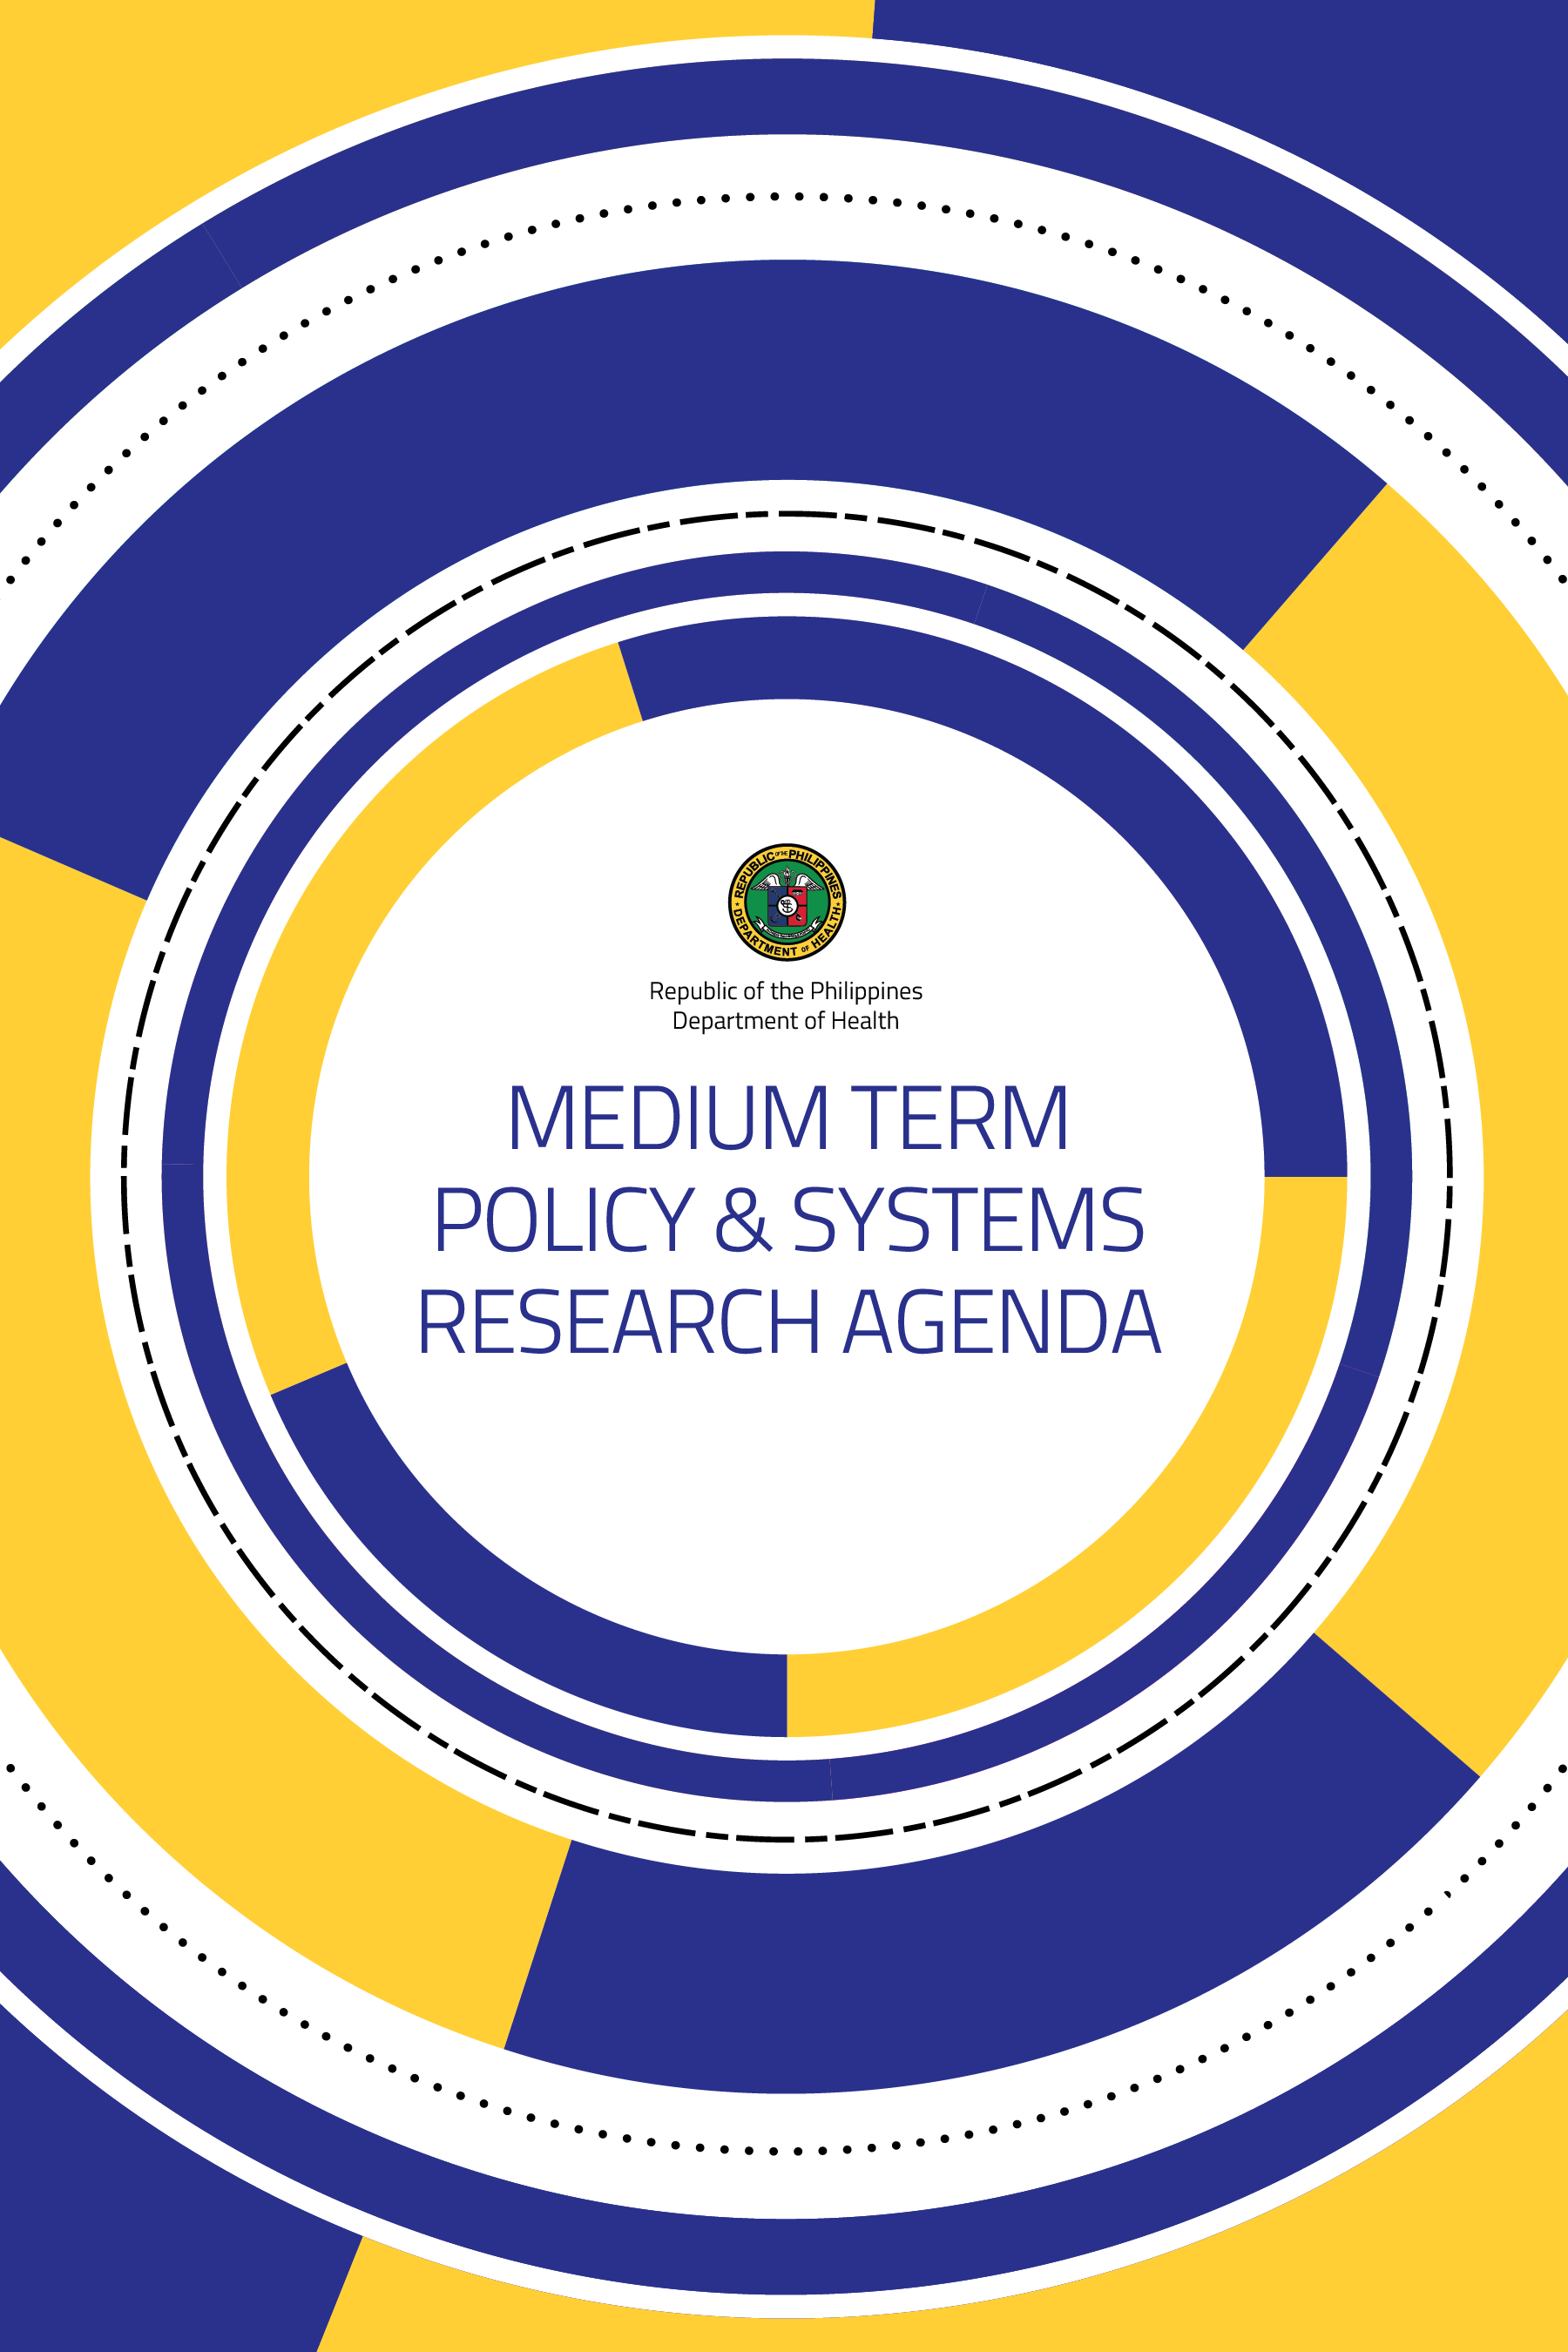 REPUBLIC OF THE PHILIPPINES
DEPARTMENT OF HEALTH
Republic of the Philippines
Department of Health
MEDIUM TERM
POLICY & SYSTEMS
RESEARCH AGENDA